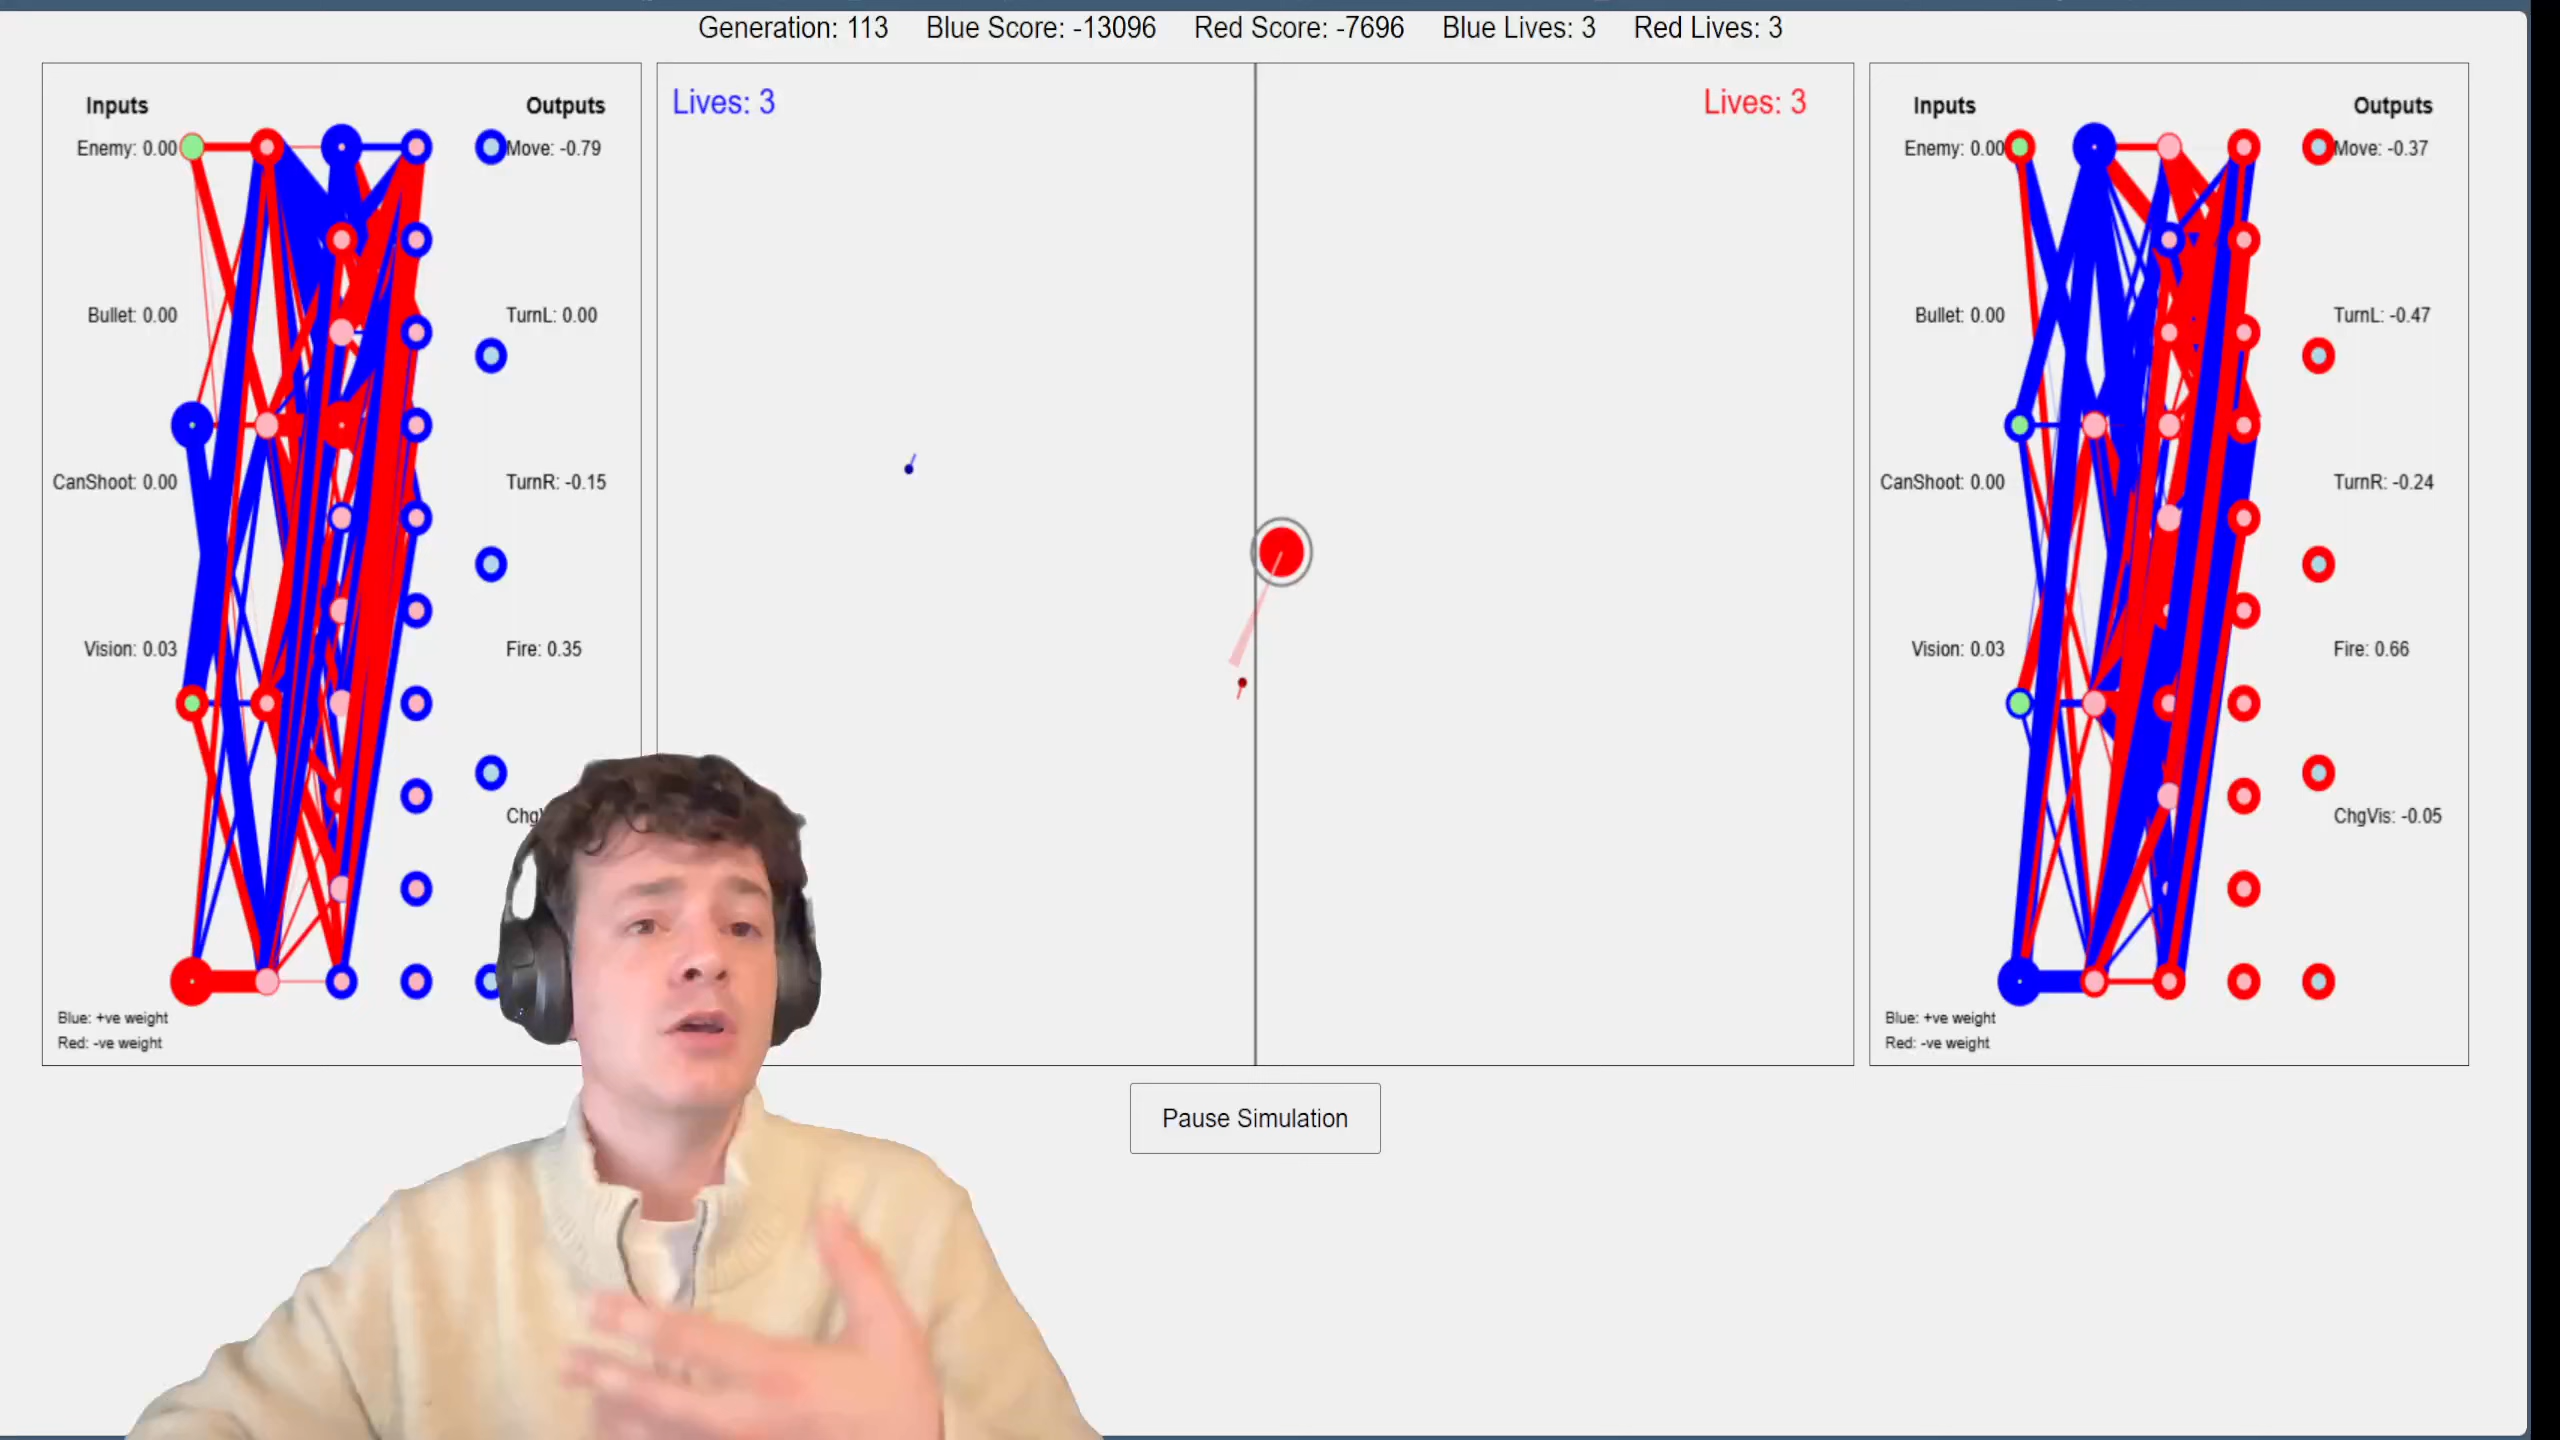 Generation: 113 Blue Score: -13096 Red Score: -7696 Blue Lives: 3 Red Lives: 3
Inputs Outputs
Enemy: 0.00 Move: -0.79
Bullet: 0.00 TurnL: 0.00
CanShoot: 0.00 TurnR: -0.15
Vision: 0.03 Fire: 0.35
Blue: +ve weight
Red: -ve weight
Lives: 3 Lives: 3
Inputs Outputs
Enemy: 0.00 Move: -0.37
Bullet: 0.00 TurnL: -0.47
CanShoot: 0.00 TurnR: -0.24
Vision: 0.03 Fire: 0.66
ChgVis: -0.05
Blue: +ve weight
Red: -ve weight
Pause Simulation